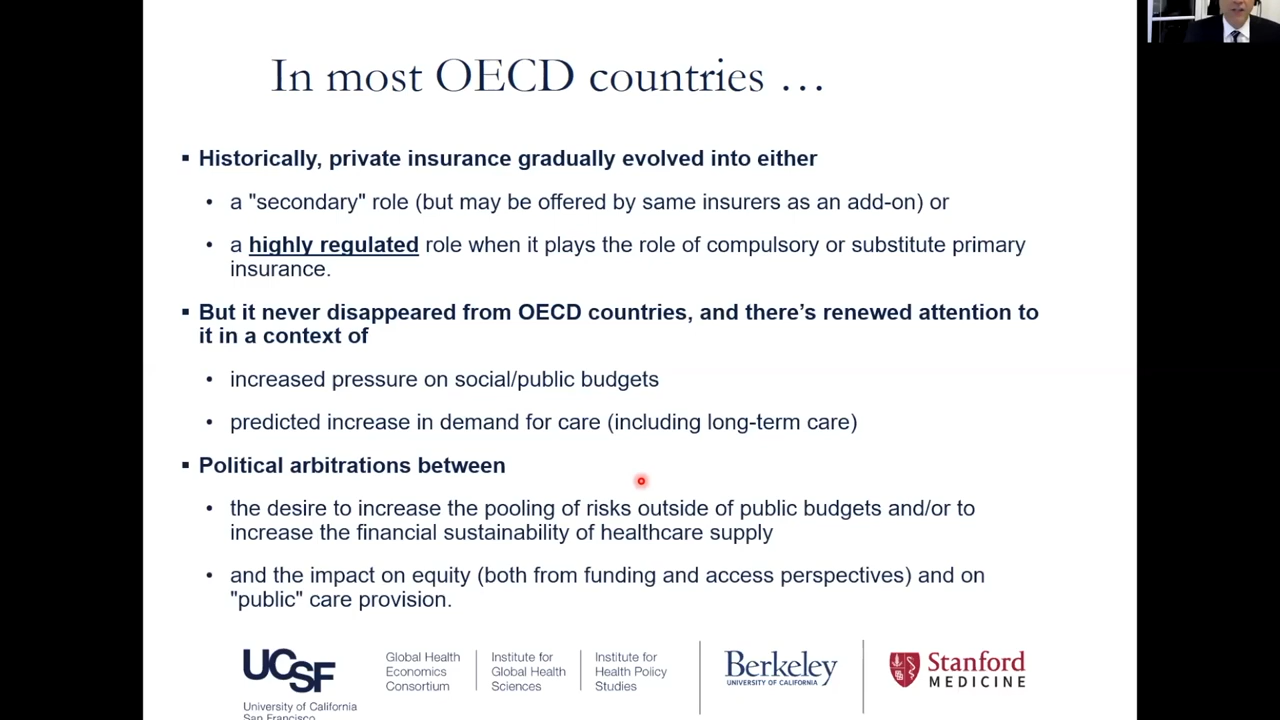 In most OECD countries …
▪ Historically, private insurance gradually evolved into either
• a "secondary" role (but may be offered by same insurers as an add-on) or
• a highly regulated role when it plays the role of compulsory or substitute primary
insurance.
▪ But it never disappeared from OECD countries, and there’s renewed attention to
it in a context of
• increased pressure on social/public budgets
• predicted increase in demand for care (including long-term care)
▪ Political arbitrations between
• the desire to increase the pooling of risks outside of public budgets and/or to
increase the financial sustainability of healthcare supply
• and the impact on equity (both from funding and access perspectives) and on
"public" care provision.
UCSF
University of California
San Francisco
Global Health
Economics
Consortium
Institute for
Global Health
Sciences
Institute for
Health Policy
Studies
Berkeley
UNIVERSITY OF CALIFORNIA
Stanford
MEDICINE